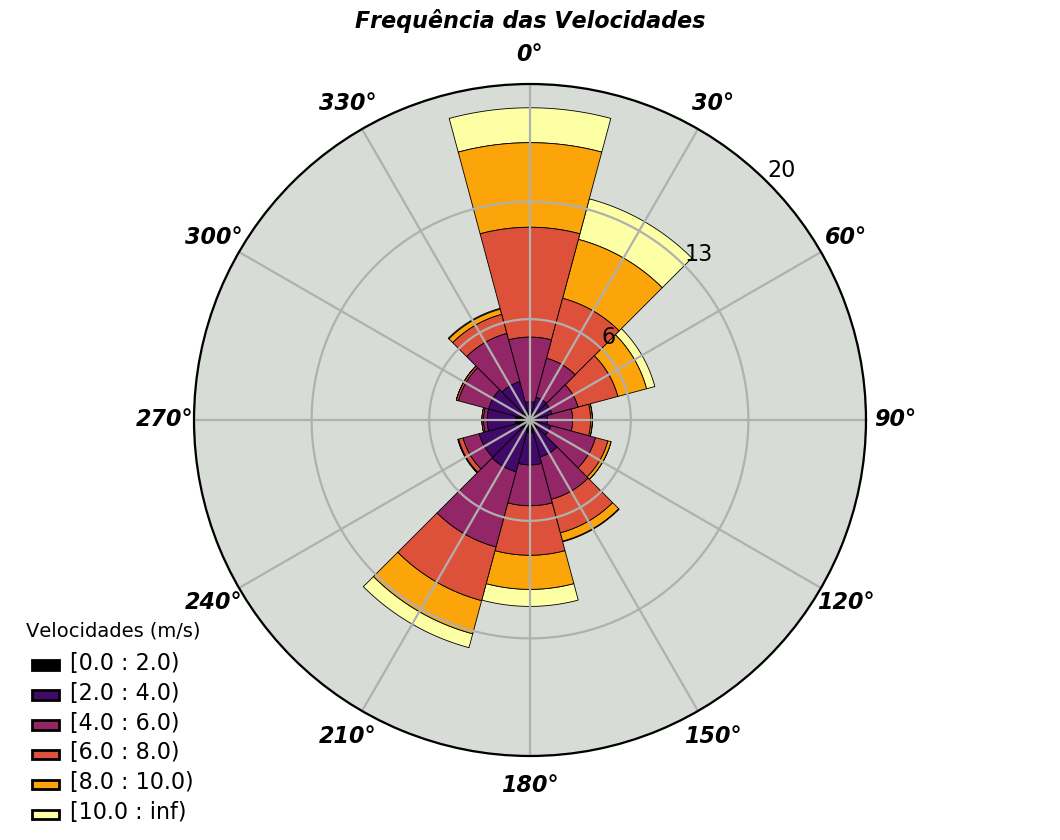 Frequência das Velocidades
0°
330°
30°
20
300°
60°
13
6
270°
90°
240°
120°
210°
150°
180°
Velocidades (m/s)
[0.0 : 2.0)
[2.0 : 4.0)
[4.0 : 6.0)
[6.0 : 8.0)
[8.0 : 10.0)
[10.0 : inf)